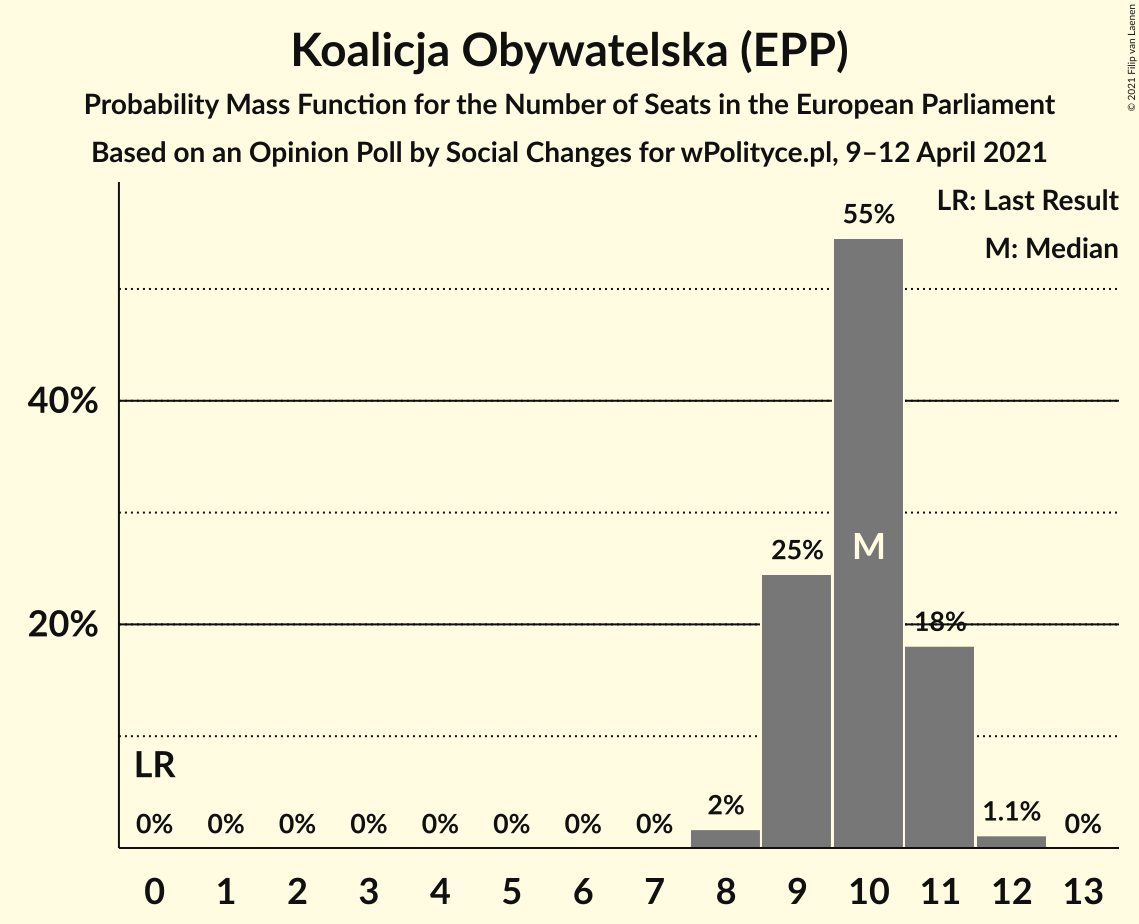 Koalicja Obywatelska (EPP)
Probability Mass Function for the Number of Seats in the European Parliament
Based on an Opinion Poll by Social Changes for wPolityce.pl, 9–12 April 2021
© 2021 Filip van Laenen
LR: Last Result
M: Median
55%
40%
25%
M
20%
18%
LR
0% 0% 0% 0% 0% 0% 0% 0% 2% 1.1% 0%
0 1 2 3 4 5 6 7 8 9 10 11 12 13